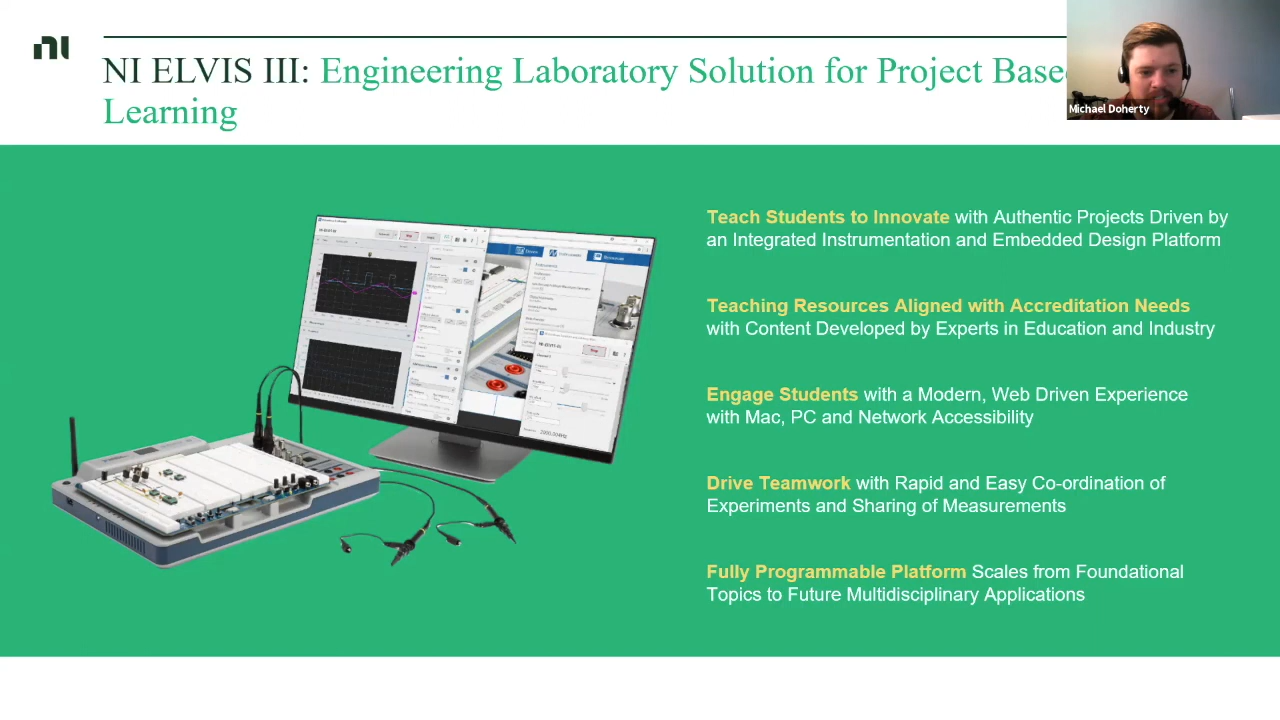 ni
NI ELVIS III: Engineering Laboratory Solution for Project Base
Learning
Michael Doherty
Teach Students to Innovate with Authentic Projects Driven by
an Integrated Instrumentation and Embedded Design Platform
Teaching Resources Aligned with Accreditation Needs
with Content Developed by Experts in Education and Industry
Engage Students with a Modern, Web Driven Experience
with Mac, PC and Network Accessibility
Drive Teamwork with Rapid and Easy Co-ordination of
Experiments and Sharing of Measurements
Fully Programmable Platform Scales from Foundational
Topics to Future Multidisciplinary Applications